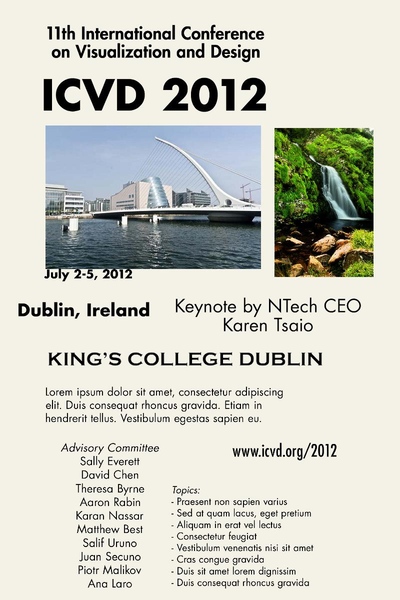 11th International Conference
on Visualization and Design
ICVD 2012
July 2-5, 2012
Dublin, Ireland
Keynote by NTech CEO
Karen Tsaio
KING'S COLLEGE DUBLIN
Lorem ipsum dolor sit amet, consectetur adipiscing
elit. Duis consequat rhoncus gravida. Etiam in
hendrerit tellus. Vestibulum egestas sapien eu.
www.icvd.org/2012
Advisory Committee
Sally Everett
David Chen
Theresa Byrne
Aaron Rabin
Karan Nassar
Matthew Best
Salif Uruno
Juan Secuno
Piotr Malikov
Ana Laro
Topics:
- Praesent non sapien varius
- Sed at quam lacus, eget pretium
- Aliquam in erat vel lectus
- Consectetur feugiat
- Vestibulum venenatis nisi sit amet
- Cras congue gravida
- Duis sit amet lorem dignissim
- Duis consequat rhoncus gravida